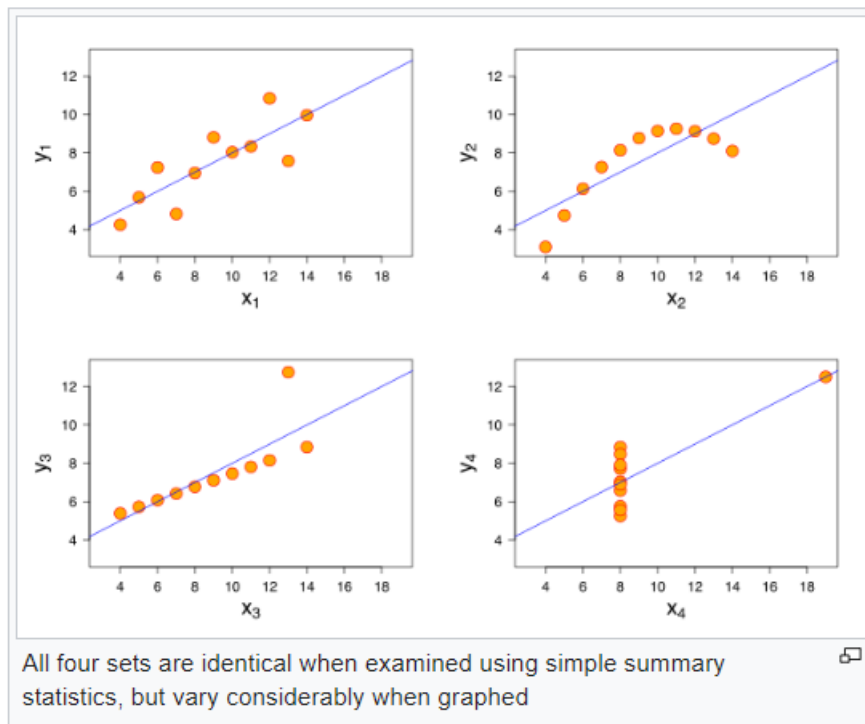 12
10
8
6
4
y1
4 6 8 10 12 14 16 18
x1
12
10
8
6
4
y2
4 6 8 10 12 14 16 18
x2
12
10
8
6
4
y3
4 6 8 10 12 14 16 18
x3
12
10
8
6
4
y4
4 6 8 10 12 14 16 18
x4
All four sets are identical when examined using simple summary
statistics, but vary considerably when graphed